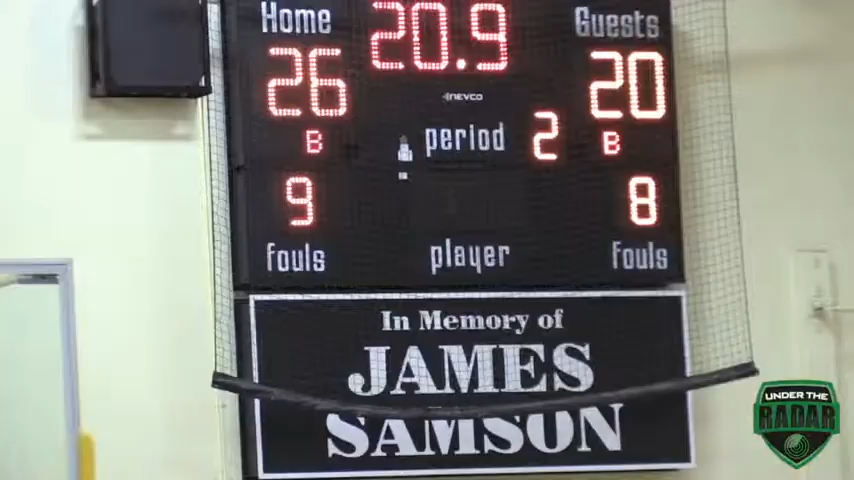 Home 20.9 Guests
26 20
NEVCO
B period 2 B
9 8
fouls player fouls
In Memory of
JAMES
SAMSON
UNDER THE
RADAR